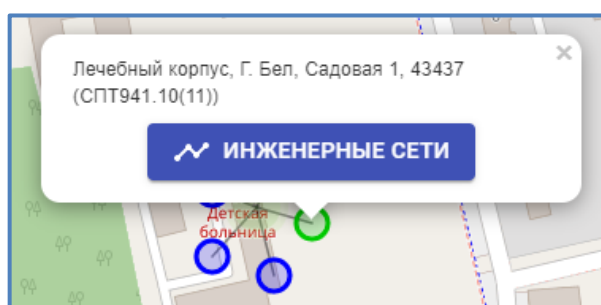 Лечебный корпус, Г. Бел, Садовая 1, 43437
(СПТ941.10(11))
ИНЖЕНЕРНЫЕ СЕТИ
Детская
больница